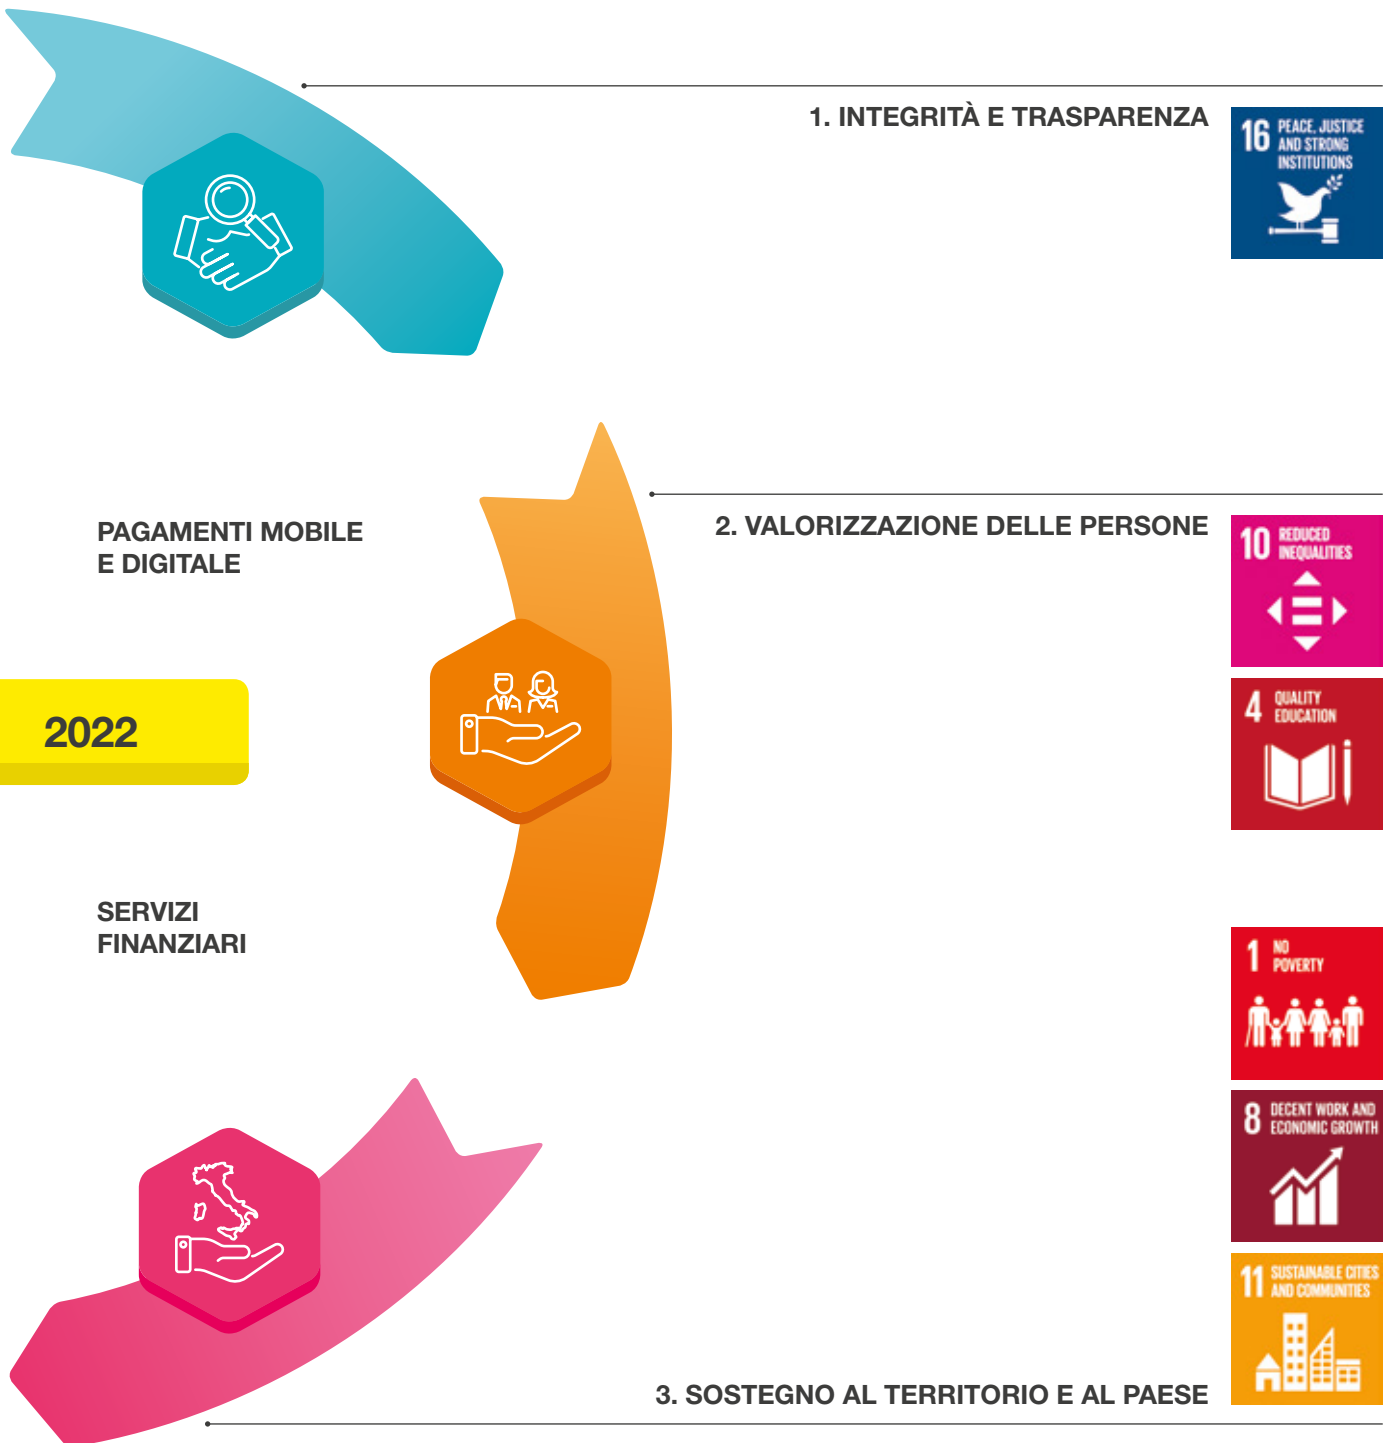 1. INTEGRITÀ E TRASPARENZA
16 PEACE, JUSTICE
AND STRONG
INSTITUTIONS
PAGAMENTI MOBILE
E DIGITALE
2. VALORIZZAZIONE DELLE PERSONE
10 REDUCED
INEQUALITIES
2022
4 QUALITY
EDUCATION
SERVIZI
FINANZIARI
1 NO
POVERTY
8 DECENT WORK AND
ECONOMIC GROWTH
11 SUSTAINABLE CITIES
AND COMMUNITIES
3. SOSTEGNO AL TERRITORIO E AL PAESE